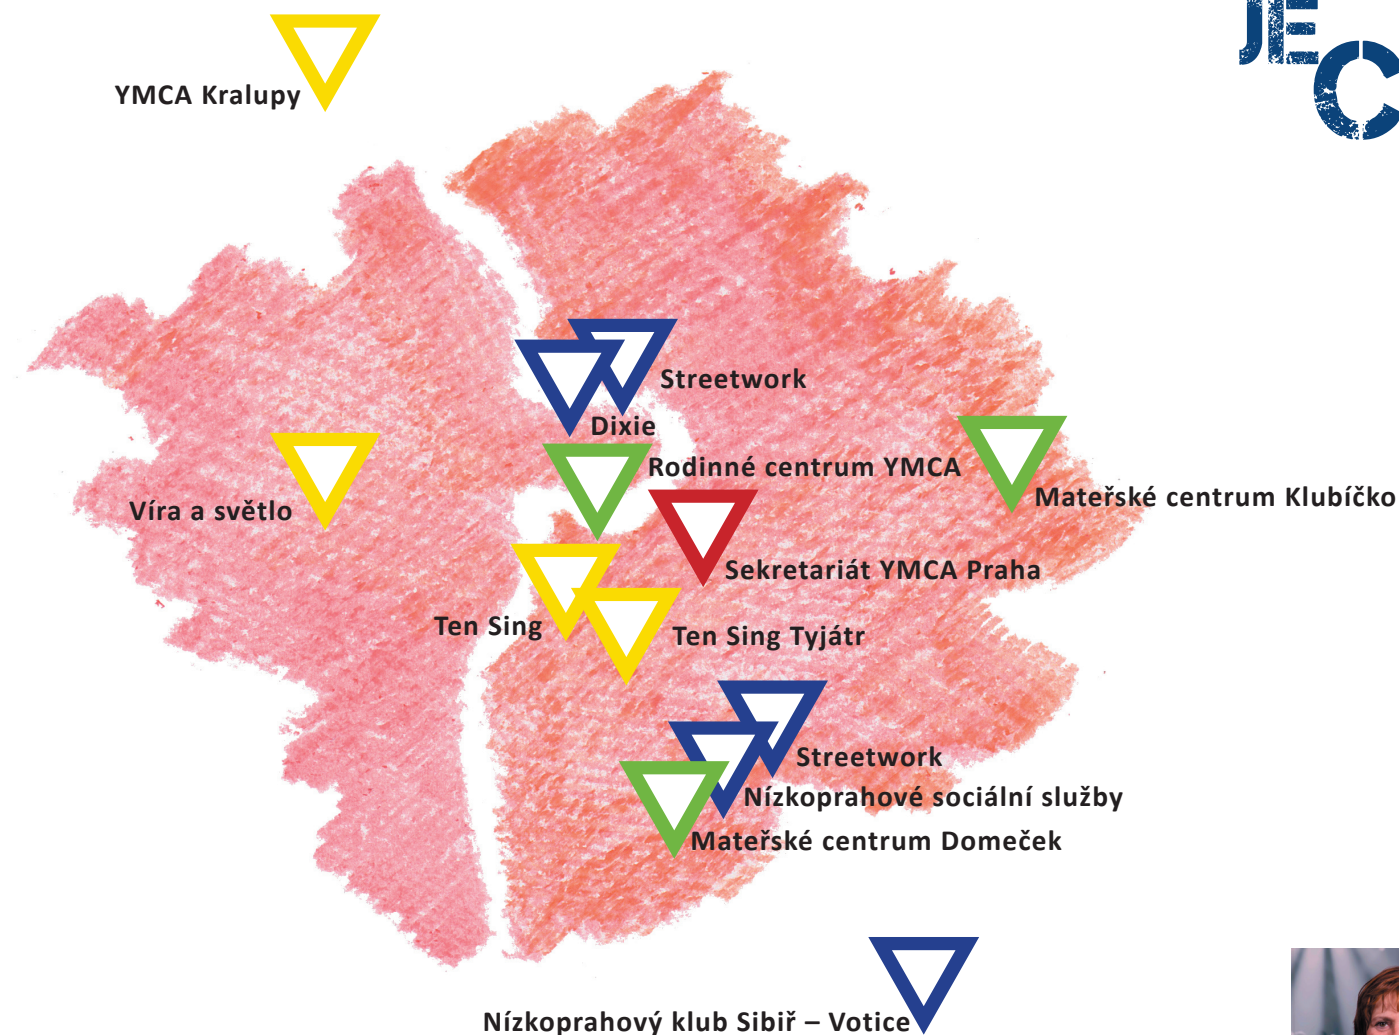 JE
C
YMCA Kralupy
Streetwork
Dixie
Rodinné centrum YMCA
Mateřské centrum Klubíčko
Víra a světlo
Sekretariát YMCA Praha
Ten Sing
Ten Sing Tyjátr
Streetwork
Nízkoprahové sociální služby
Mateřské centrum Domeček
Nízkoprahový klub Sibiř – Votice